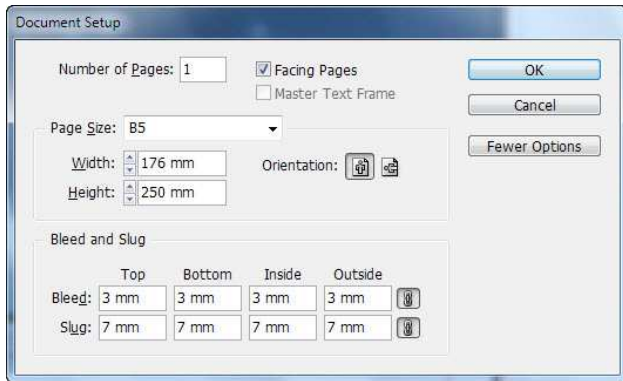 Document Setup
Number of Pages: 1
Facing Pages
OK
Master Text Frame
Cancel
Page Size: B5
Fewer Options
Width: 176 mm
Orientation:
Height: 250 mm
Bleed and Slug
Top Bottom Inside Outside
Bleed: 3 mm 3 mm 3 mm 3 mm
Slug: 7 mm 7 mm 7 mm 7 mm